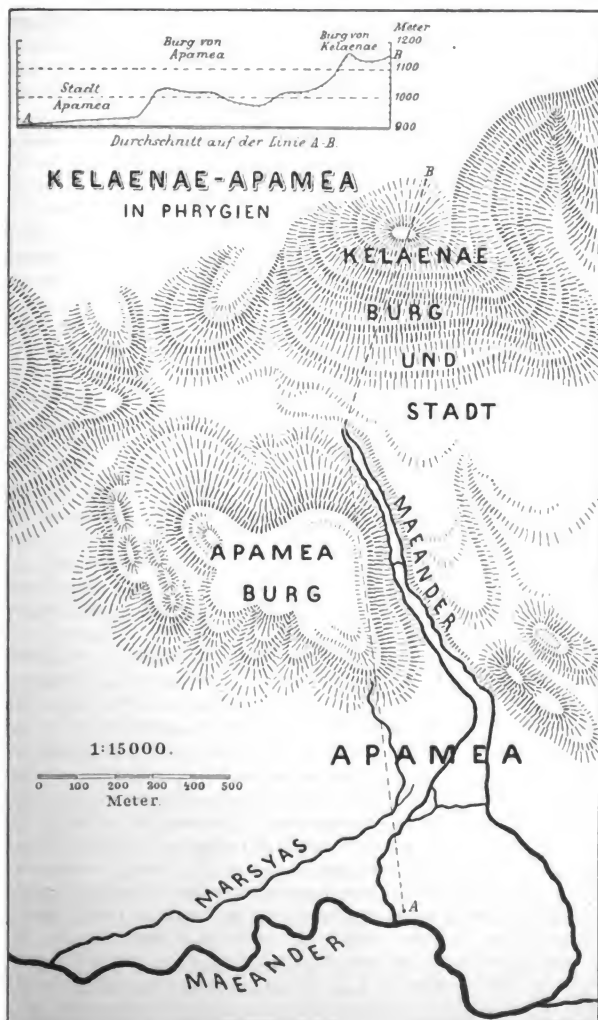 Meter
1200
Burg von
Apamea
Burg von
Kelaenae
B
1100
Stadt
Apamea
1000
A
900
Durchschnitt auf der Linie A-B.
KELAENAE-APAMEA
IN PHRYGIEN
B
KELAENAE
BURG
UND
STADT
MAEANDER
APAMEA
BURG
1:15000.
0 100 200 300 400 500
Meter.
APAMEA
MARSYAS
A
MAEANDER